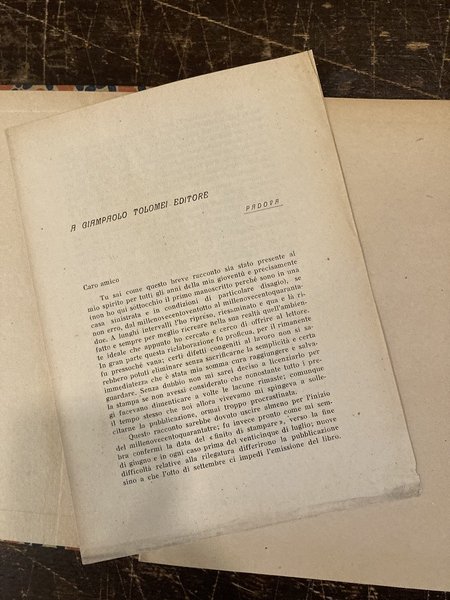 A GIAMPAOLO TOLOMEI EDITORE
PADOVA
Caro amico
Tu sai come questo breve racconto sia stato presente al
mio spirito per tutti gli anni della mia gioventù e precisamente
(non ho qui sottocchio il primo manoscritto perché sono in una
casa sinistrata e in condizioni di particolare disagio), se
non erro, dal millenovecentoventotto al millenovecentoquaranta-
due. A lunghi intervalli l'ho ripreso, riesaminato e qua e là ri-
fatto e sempre per meglio ricreare nella sua realtà quell'ambien-
te ideale che appunto ho cercato e cerco di offrire al lettore.
In gran parte questa rielaborazione fu proficua, per il rimanente
fu pressoché vana; certi difetti congeniti al lavoro non si sa-
rebbero potuti eliminare senza sacrificarne la semplicità e certa
immediatezza che è stata mia somma cura raggiungere e salva-
guardare. Senza dubbio non mi sarei deciso a licenziarlo per
la stampa se non avessi considerato che nonostante tutto i pre-
gi facevano dimenticare a volte le lacune rimaste; comunque
il tempo stesso che noi allora vivevamo mi spingeva a solle-
citarne la pubblicazione, ormai troppo procrastinata.
Questo racconto sarebbe dovuto uscire almeno per l'inizio
del millenovecentoquarantatre; fu invece pronto come mi sem-
bra confermi la data del « finito di stampare », verso la fine
di giugno e in ogni caso prima del venticinque di luglio; nuove
difficoltà relative alla rilegatura differirono la pubblicazione
sino a che l'otto di settembre ci impedì l'emissione del libro.